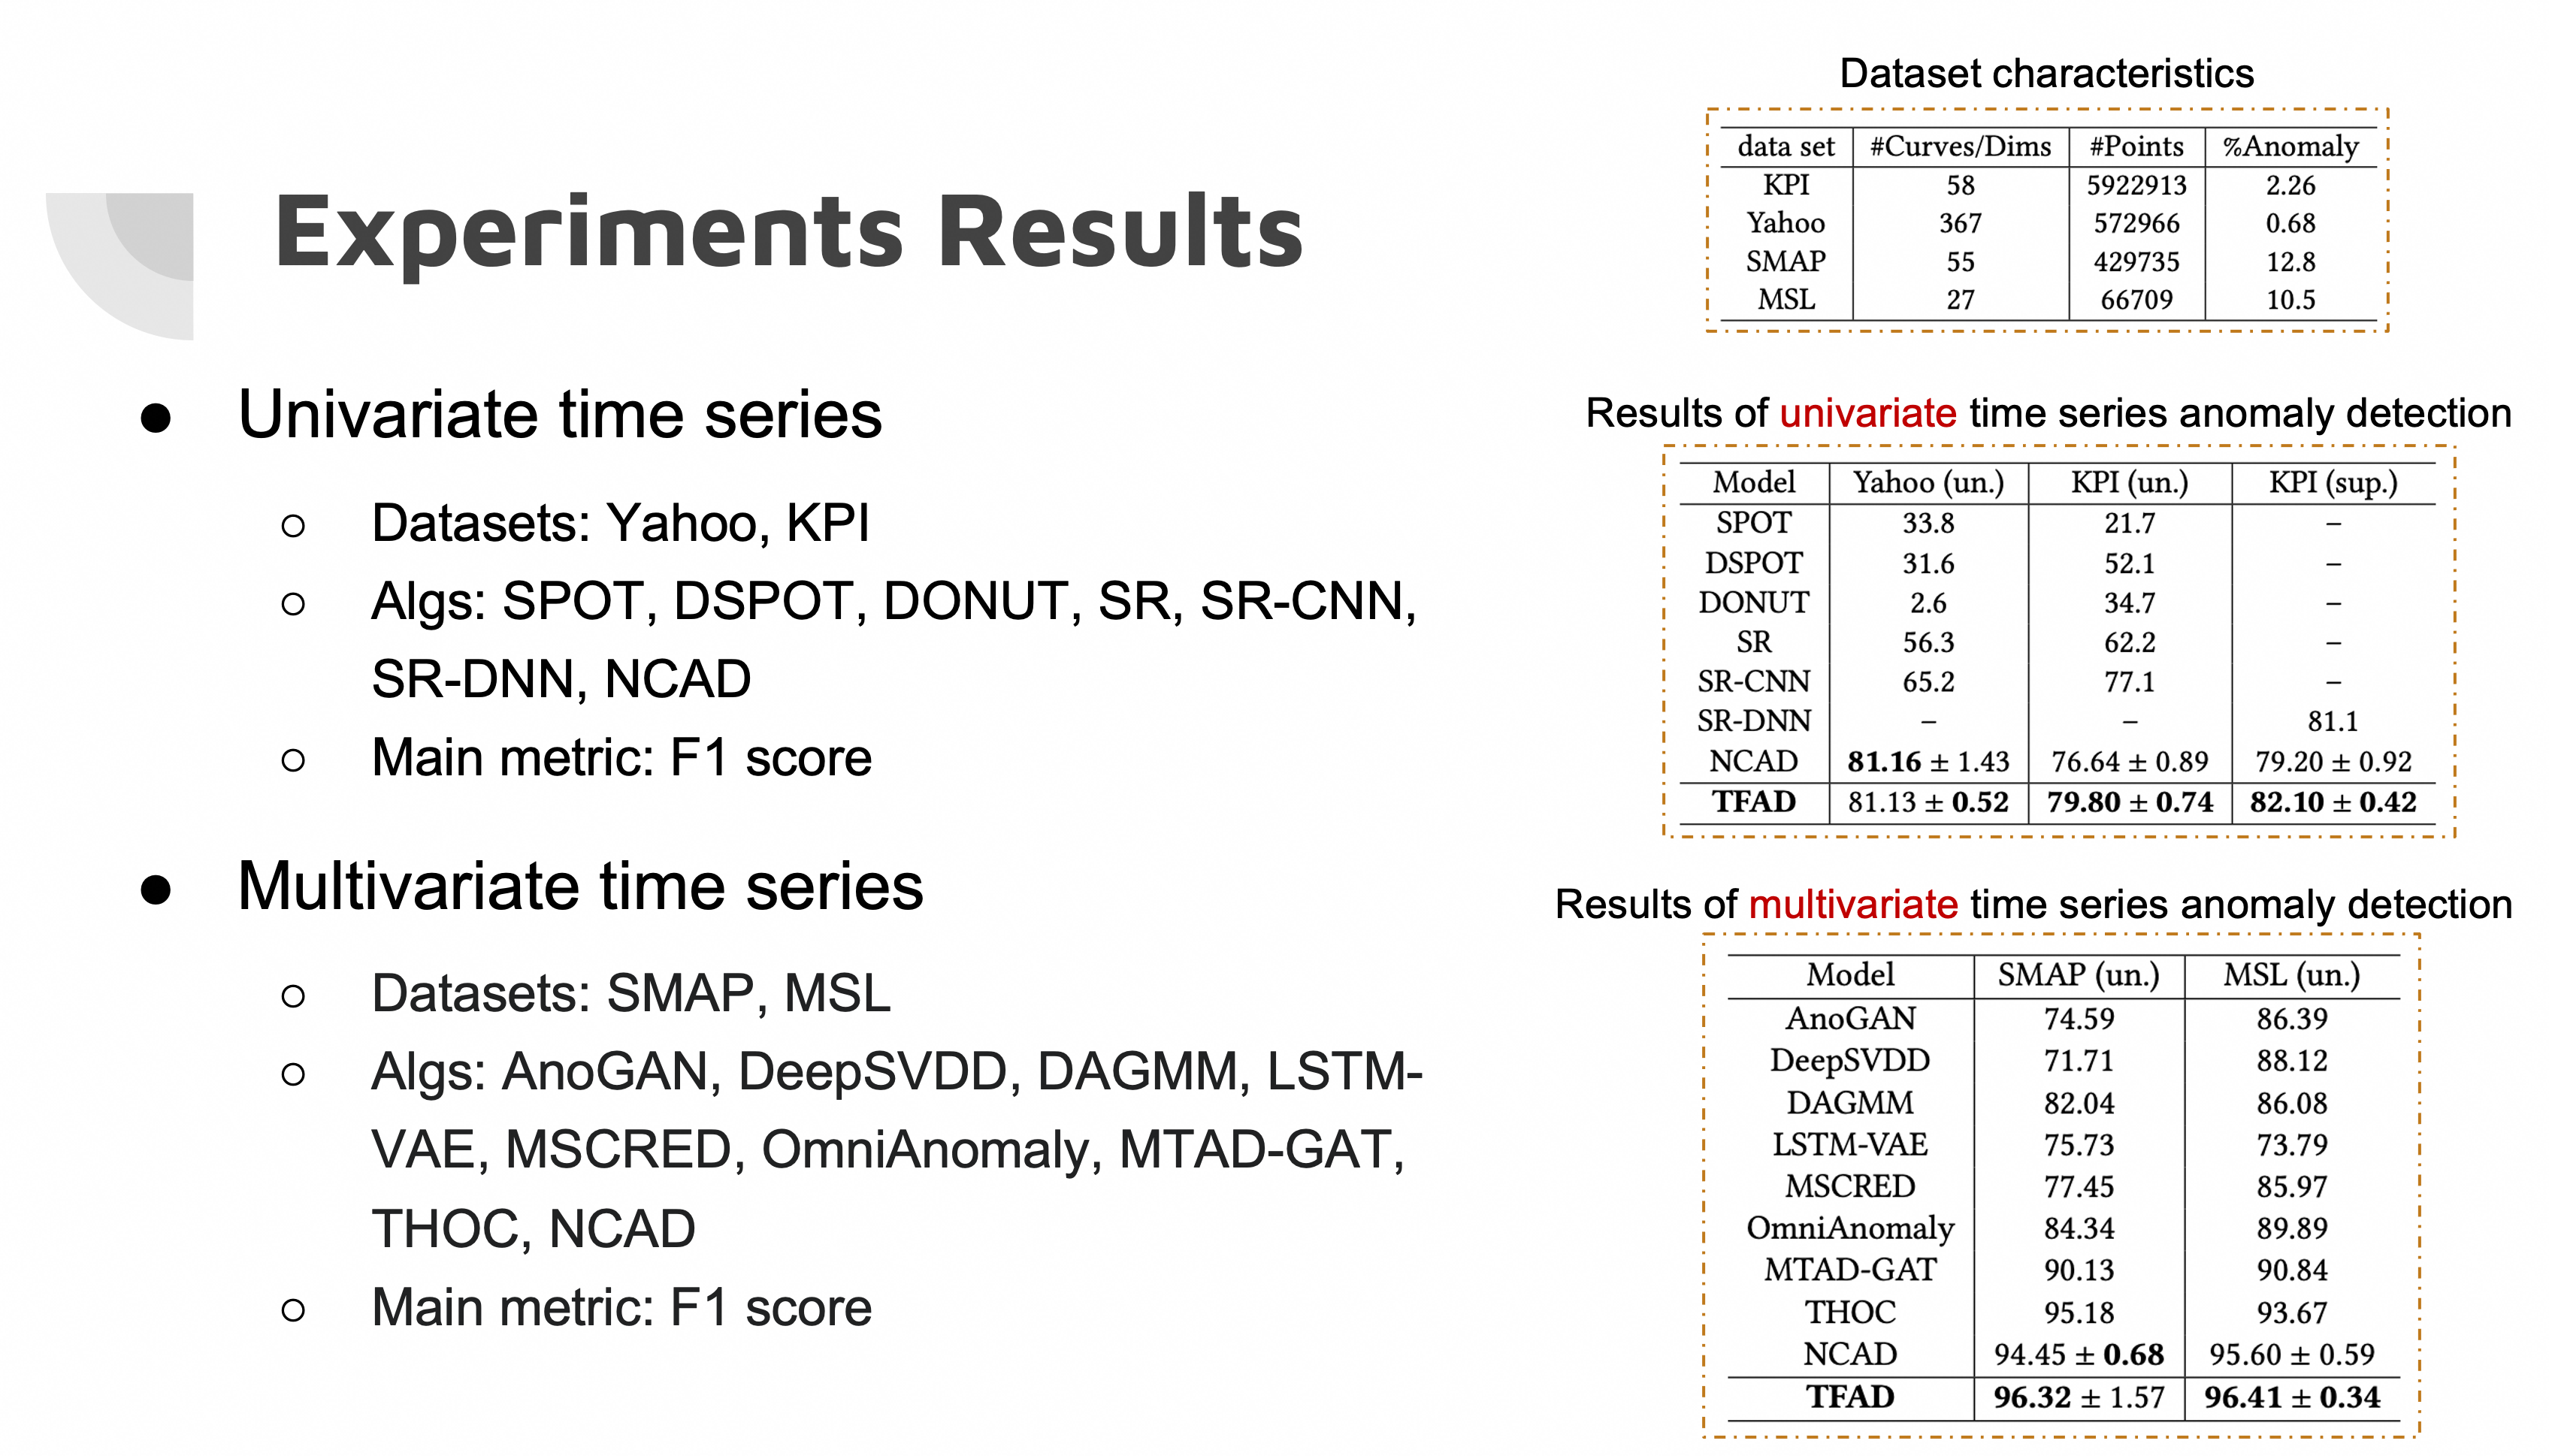 Experiments Results
● Univariate time series
○ Datasets: Yahoo, KPI
○ Algs: SPOT, DSPOT, DONUT, SR, SR-CNN,
SR-DNN, NCAD
○ Main metric: F1 score
● Multivariate time series
○ Datasets: SMAP, MSL
○ Algs: AnoGAN, DeepSVDD, DAGMM, LSTM-
VAE, MSCRED, OmniAnomaly, MTAD-GAT,
THOC, NCAD
○ Main metric: F1 score
Dataset characteristics
data set #Curves/Dims #Points %Anomaly
KPI 58 5922913 2.26
Yahoo 367 572966 0.68
SMAP 55 429735 12.8
MSL 27 66709 10.5
Results of univariate time series anomaly detection
Model Yahoo (un.) KPI (un.) KPI (sup.)
SPOT 33.8 21.7 –
DSPOT 31.6 52.1 –
DONUT 2.6 34.7 –
SR 56.3 62.2 –
SR-CNN 65.2 77.1 –
SR-DNN – – 81.1
NCAD 81.16 ± 1.43 76.64 ± 0.89 79.20 ± 0.92
TFAD 81.13 ± 0.52 79.80 ± 0.74 82.10 ± 0.42
Results of multivariate time series anomaly detection
Model SMAP (un.) MSL (un.)
AnoGAN 74.59 86.39
DeepSVDD 71.71 88.12
DAGMM 82.04 86.08
LSTM-VAE 75.73 73.79
MSCRED 77.45 85.97
OmniAnomaly 84.34 89.89
MTAD-GAT 90.13 90.84
THOC 95.18 93.67
NCAD 94.45 ± 0.68 95.60 ± 0.59
TFAD 96.32 ± 1.57 96.41 ± 0.34